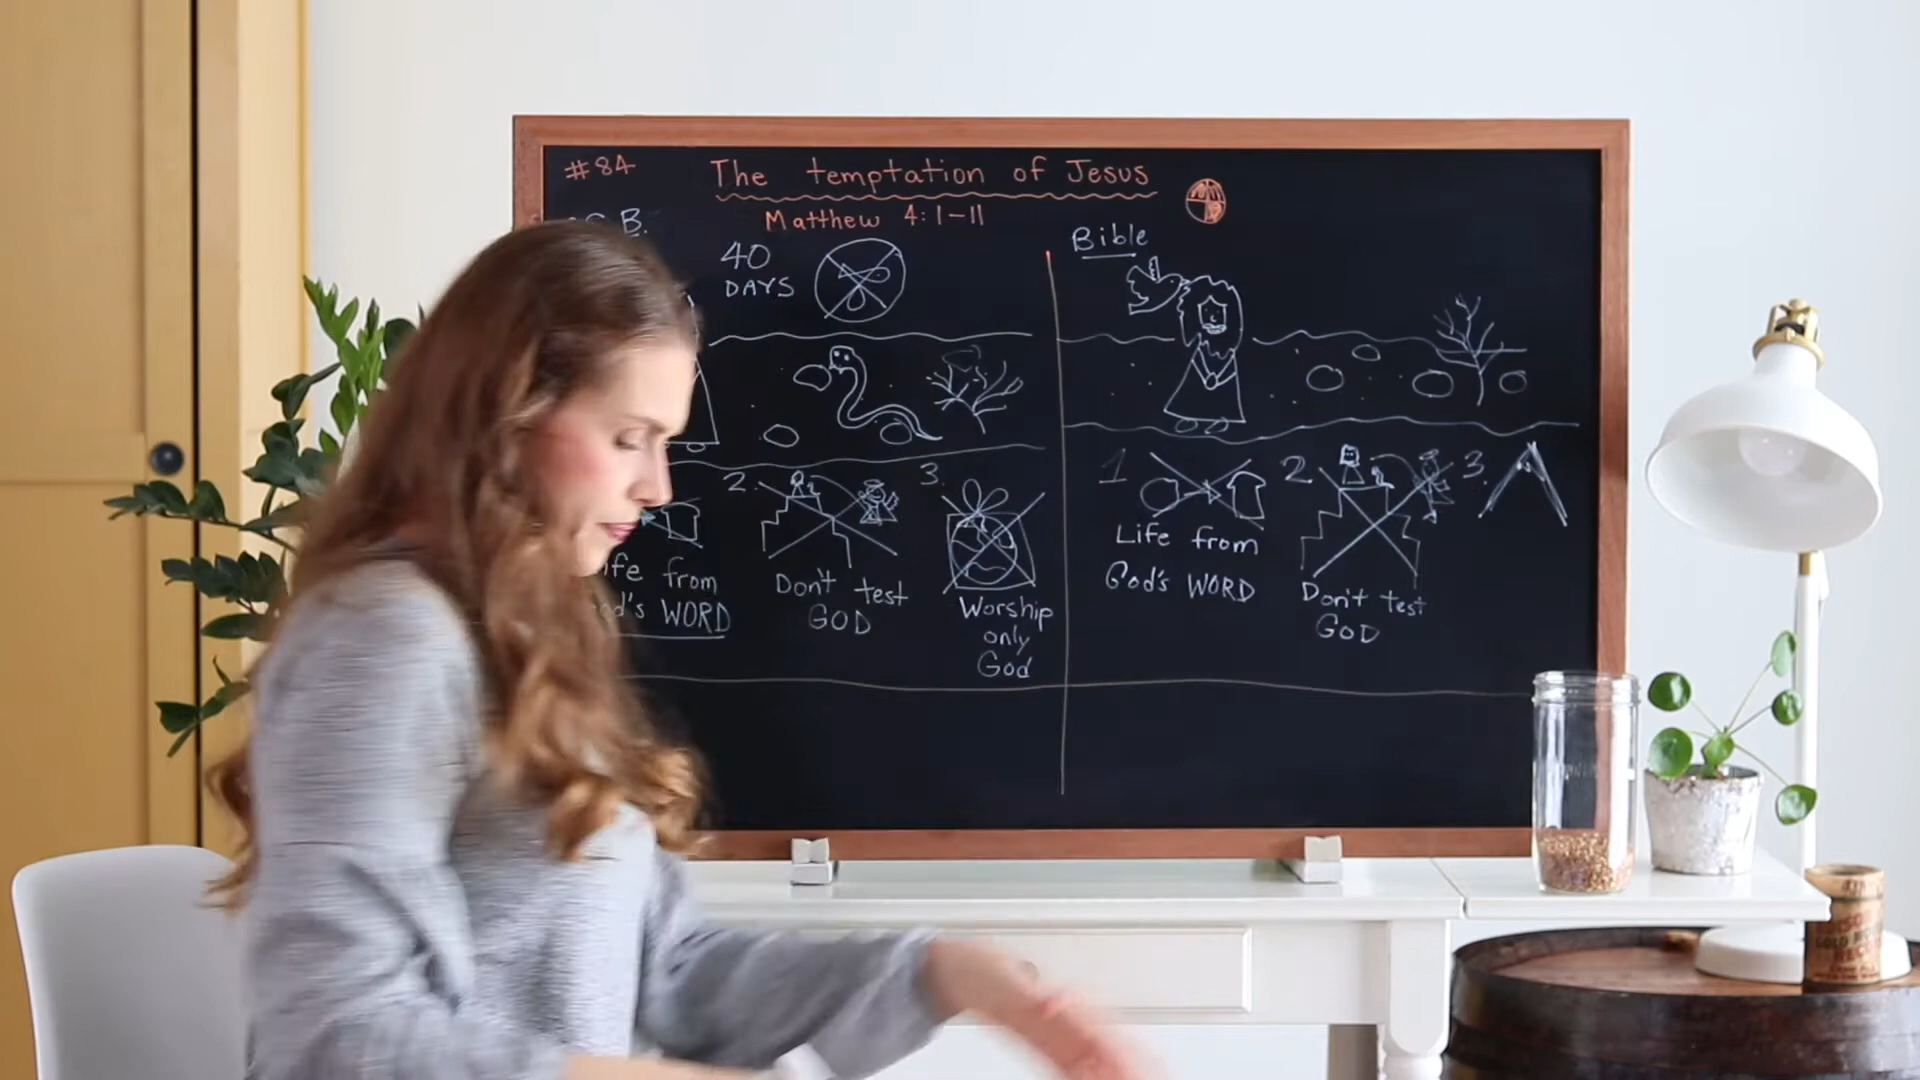 #84 The temptation of Jesus
Matthew 4:1-11
B.
40
DAYS
2.
3.
from
WORD
Don't test
GOD
Worship
only
God
Bible
1
2.
3.
Life from
God's WORD
Don't test
GOD